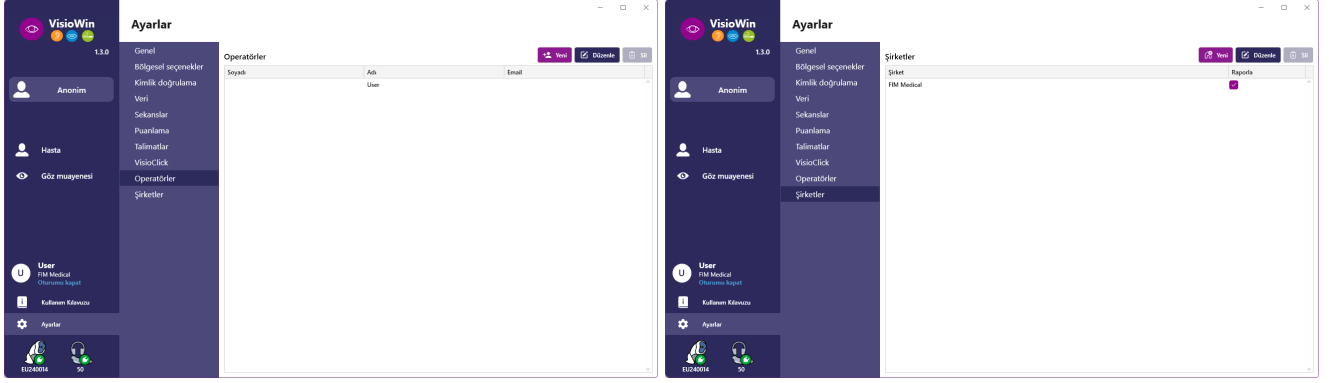 VisioWin
1.3.0
Anonim
Hasta
Göz muayenesi
U
User
FIM Medical
Oturumu kapat
Kullanım Kılavuzu
Ayarlar
EU240014
50
Ayarlar
Genel
Bölgesel seçenekler
Kimlik doğrulama
Veri
Sekanslar
Puanlama
Talimatlar
VisioClick
Operatörler
Şirketler
Operatörler
Yeni
Düzenle
Sil
Soyadı Adı Email
User
VisioWin
1.3.0
Anonim
Hasta
Göz muayenesi
U
User
FIM Medical
Oturumu kapat
Kullanım Kılavuzu
Ayarlar
EU240014
50
Ayarlar
Genel
Bölgesel seçenekler
Kimlik doğrulama
Veri
Sekanslar
Puanlama
Talimatlar
VisioClick
Operatörler
Şirketler
Şirketler
Yeni
Düzenle
Sil
Şirket Raporla
FIM Medical